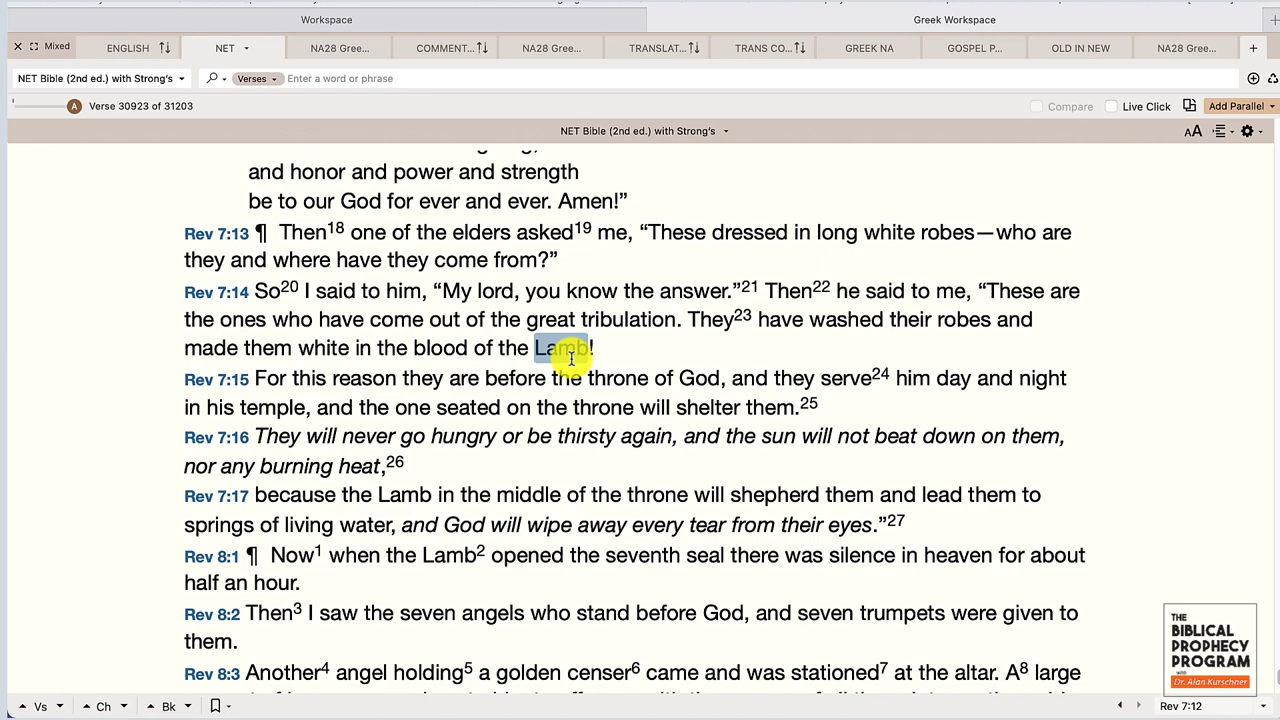 Workspace
Greek Workspace
Mixed
ENGLISH
NET
NA28 Gree...
COMMENT...
NA28 Gree...
TRANSLAT...
TRANS CO...
GREEK NA
GOSPEL P...
OLD IN NEW
NA28 Gree...
NET Bible (2nd ed.) with Strong's
Verses
Enter a word or phrase
A Verse 30923 of 31203
Compare
Live Click
Add Parallel
NET Bible (2nd ed.) with Strong's
AA
and honor and power and strength
be to our God for ever and ever. Amen!”
Rev 7:13 ¶ Then18 one of the elders asked19 me, “These dressed in long white robes—who are
they and where have they come from?”
Rev 7:14 So20 I said to him, “My lord, you know the answer.”21 Then22 he said to me, “These are
the ones who have come out of the great tribulation. They23 have washed their robes and
made them white in the blood of the Lamb!
Rev 7:15 For this reason they are before the throne of God, and they serve24 him day and night
in his temple, and the one seated on the throne will shelter them.25
Rev 7:16 They will never go hungry or be thirsty again, and the sun will not beat down on them,
nor any burning heat,26
Rev 7:17 because the Lamb in the middle of the throne will shepherd them and lead them to
springs of living water, and God will wipe away every tear from their eyes.”27
Rev 8:1 ¶ Now1 when the Lamb2 opened the seventh seal there was silence in heaven for about
half an hour.
Rev 8:2 Then3 I saw the seven angels who stand before God, and seven trumpets were given to
them.
Rev 8:3 Another4 angel holding5 a golden censer6 came and was stationed7 at the altar. A8 large
THE
BIBLICAL
PROPHECY
PROGRAM
with
Dr. Alan Kurschner
Vs
Ch
Bk
Rev 7:12